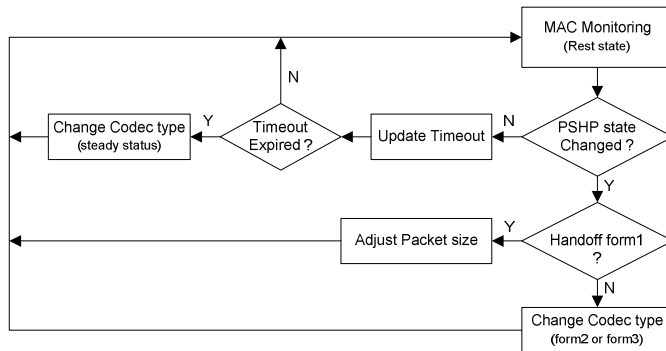 MAC Monitoring
(Rest state)
PSHP state
Changed ?
N
Y
Update Timeout
Timeout
Expired ?
N
Y
Change Codec type
(steady status)
Handoff form1
?
Y
N
Adjust Packet size
Change Codec type
(form2 or form3)